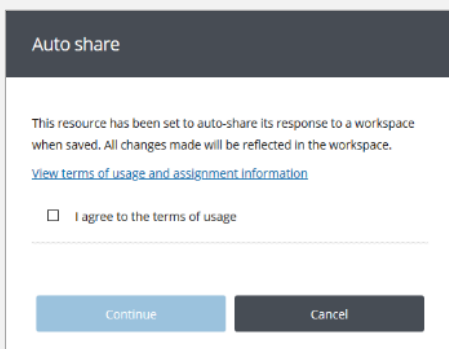 Auto share
This resource has been set to auto-share its response to a workspace
when saved. All changes made will be reflected in the workspace.
View terms of usage and assignment information
I agree to the terms of usage
Continue
Cancel